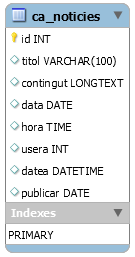 ca_noticies
id INT
titol VARCHAR(100)
contingut LONGTEXT
data DATE
hora TIME
usera INT
datea DATETIME
publicar DATE
Indexes
PRIMARY